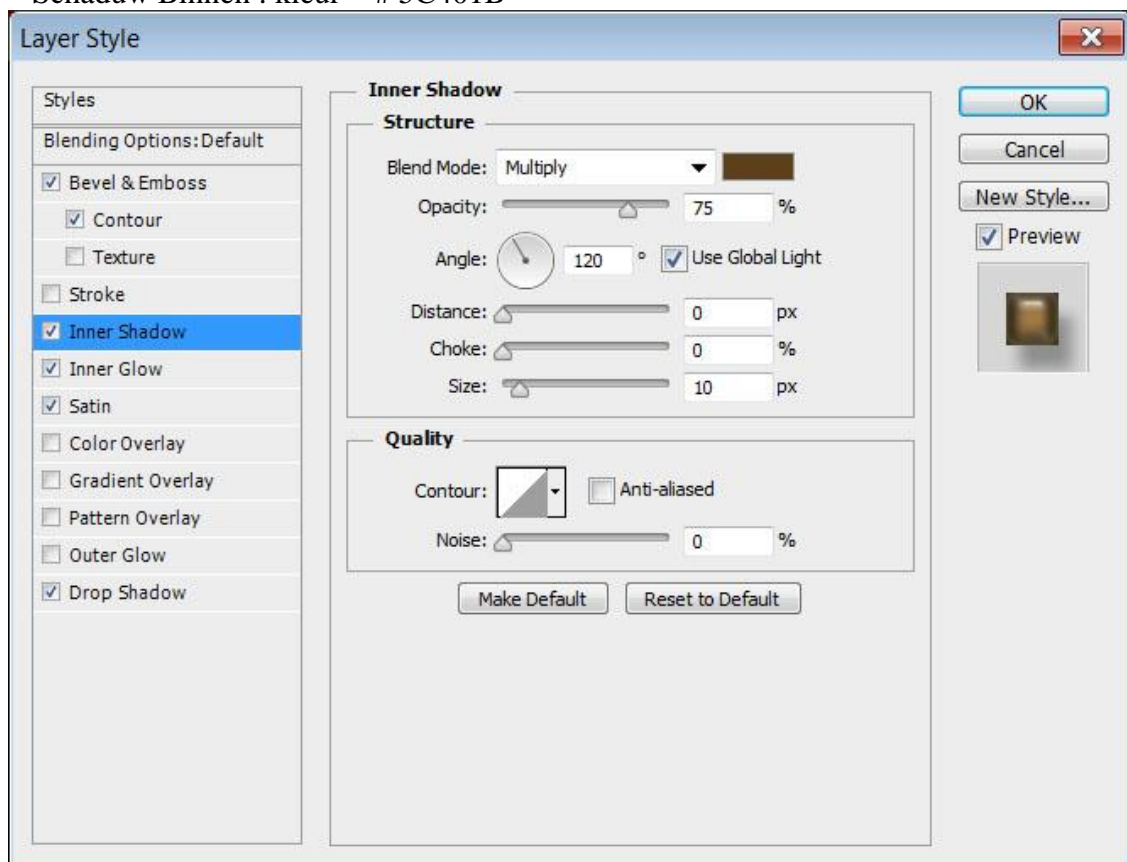 Layer Style
Styles
Blending Options:Default
Bevel & Emboss
Contour
Texture
Stroke
Inner Shadow
Inner Glow
Satin
Color Overlay
Gradient Overlay
Pattern Overlay
Outer Glow
Drop Shadow
Inner Shadow
Structure
Blend Mode: Multiply
Opacity: 75 %
Angle: 120 ° Use Global Light
Distance: 0 px
Choke: 0 %
Size: 10 px
Quality
Contour: Anti-aliased
Noise: 0 %
Make Default Reset to Default
OK
Cancel
New Style...
Preview